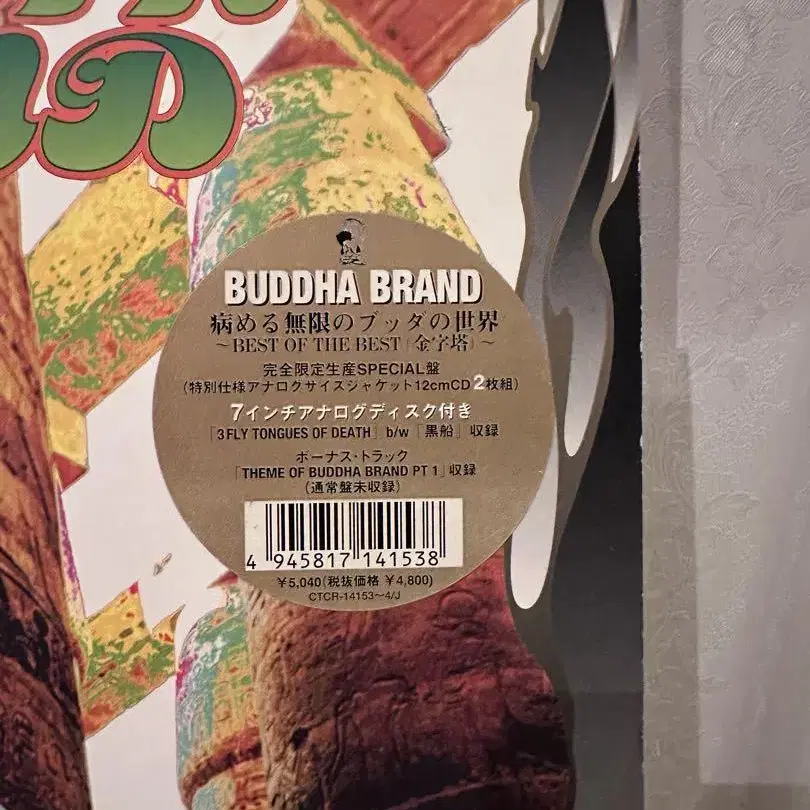 BUDDHA BRAND
病める無限のブッダの世界
～BEST OF THE BEST(金字塔)～
完全限定生産SPECIAL盤
(特別仕様アナログサイズジャケット12cmCD 2枚組)
7インチアナログディスク付き
「3 FLY TONGUES OF DEATH」 b/w 「黒船」 収録
ボーナス・トラック
「THEME OF BUDDHA BRAND PT 1」収録
(通常盤未収録)
4 945817 141538
¥5,040(税抜価格 ¥4,800)
CTCR-14153～4/J